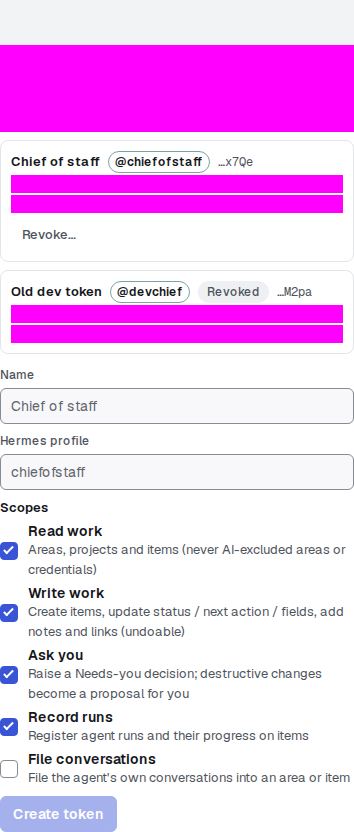 Chief of staff @chiefofstaff …x7Qe
Revoke…
Old dev token @devchief Revoked …M2pa
Name
Chief of staff
Hermes profile
chiefofstaff
Scopes
Read work
Areas, projects and items (never AI-excluded areas or
credentials)
Write work
Create items, update status / next action / fields, add
notes and links (undoable)
Ask you
Raise a Needs-you decision; destructive changes
become a proposal for you
Record runs
Register agent runs and their progress on items
File conversations
File the agent's own conversations into an area or item
Create token